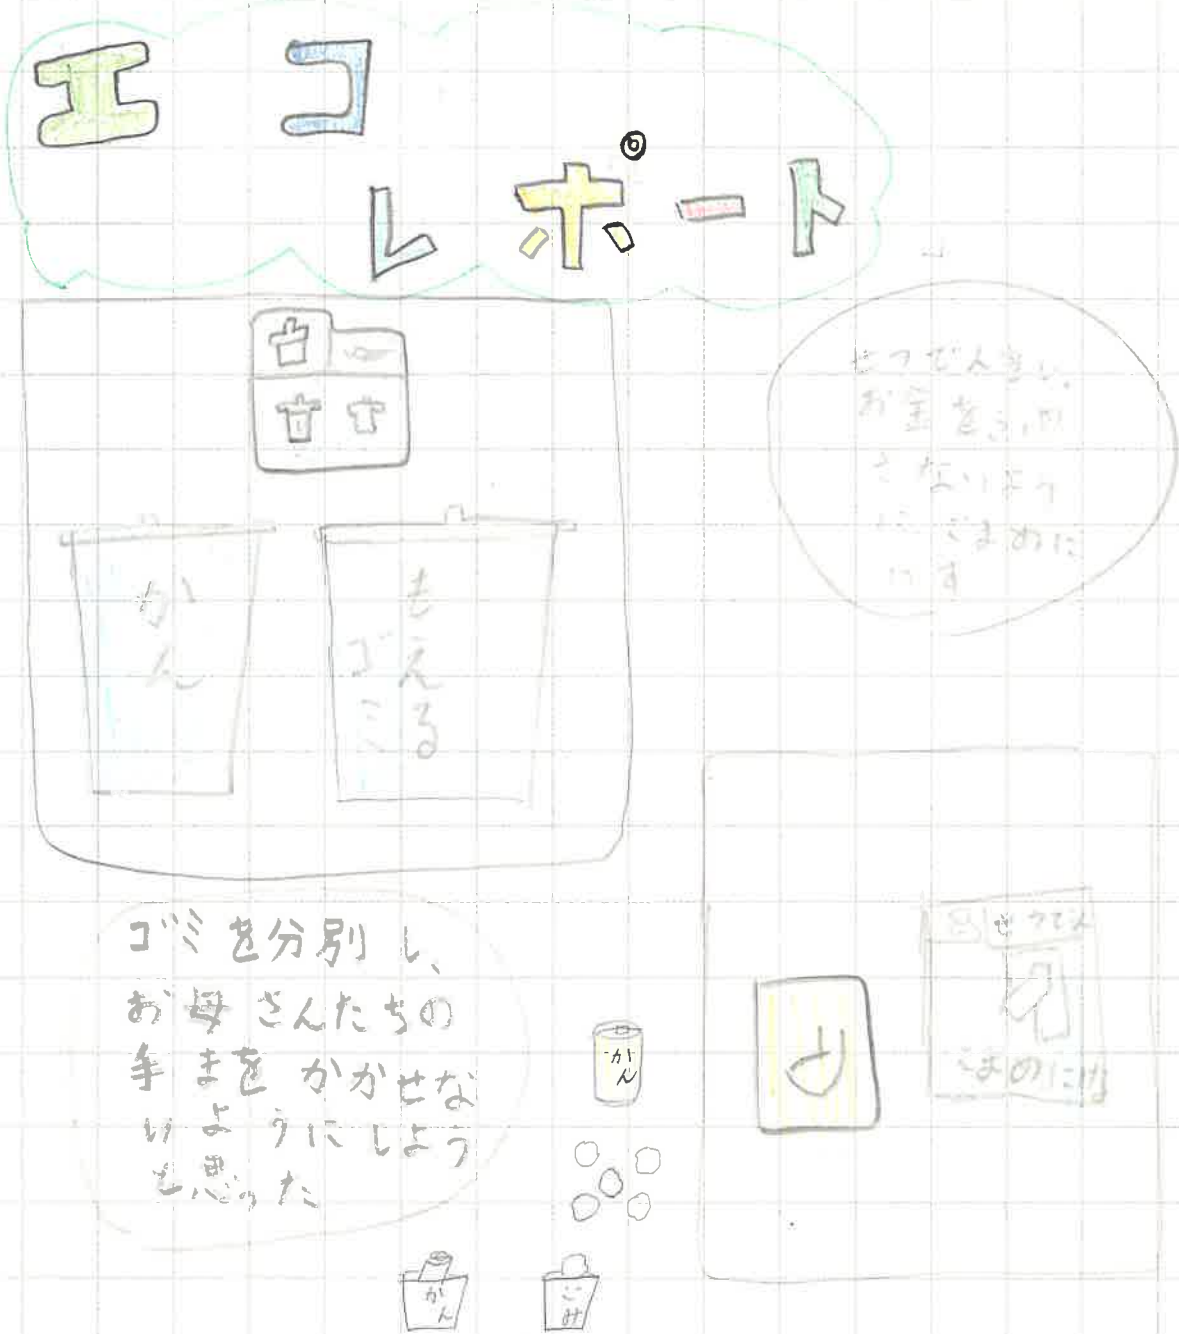 エコ
レポート
かん
もえる
ゴミ
せつでんをし、
お金を
さないよう
にこまめに
けす
ゴミを分別し、
お母さんたちの
手まをかかせな
いようにしよう
と思った
せつでん
こまめにけ
かん
かん
ごみ